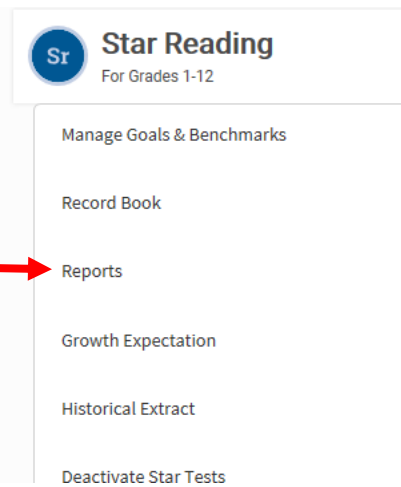 Sr
Star Reading
For Grades 1-12
Manage Goals & Benchmarks
Record Book
Reports
Growth Expectation
Historical Extract
Deactivate Star Tests